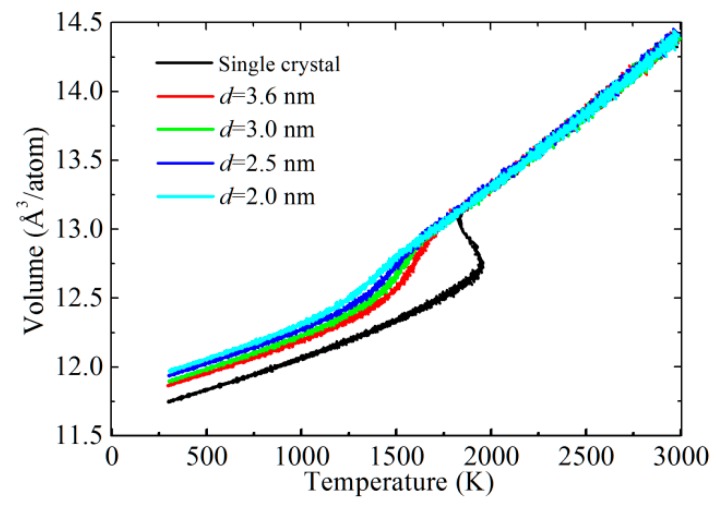 14.5
14.0
13.5
13.0
12.5
12.0
11.5
Volume (Å³/atom)
Single crystal
d=3.6 nm
d=3.0 nm
d=2.5 nm
d=2.0 nm
0 500 1000 1500 2000 2500 3000
Temperature (K)